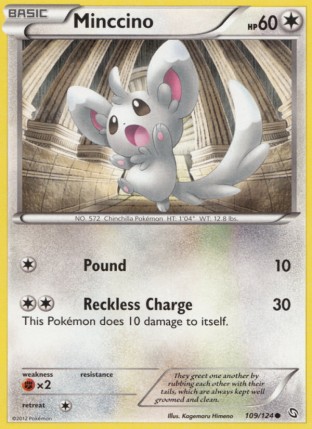 BASIC
Minccino
HP60
NO. 572 Chinchilla Pokémon HT: 1'04" WT: 12.8 lbs.
Pound 10
Reckless Charge 30
This Pokémon does 10 damage to itself.
weakness
resistance
×2
They greet one another by
rubbing each other with their
tails, which are always kept well
groomed and clean.
retreat
©2012 Pokémon
Illus. Kagemaru Himeno
109/124